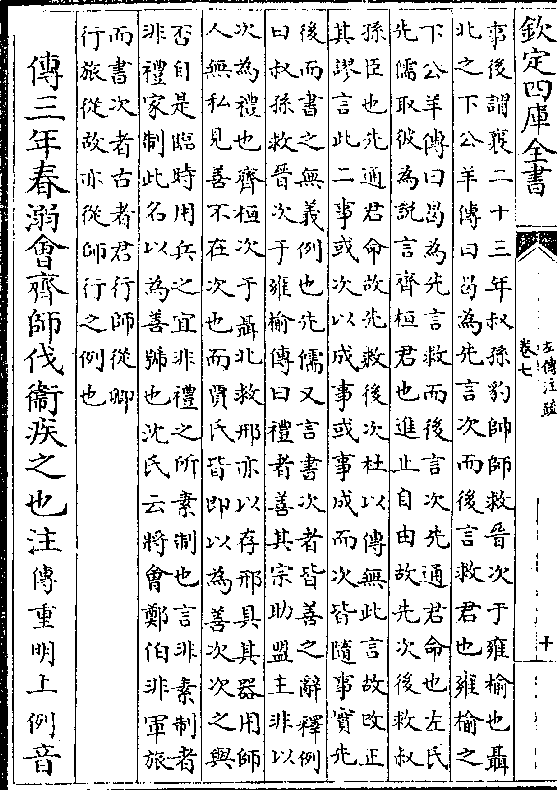 欽定四庫全書
左傳注疏
卷七
十
事後謂襄二十三年叔孫豹帥師救晉次于雍榆也聶
北之下公羊傳曰曷為先言次而後言救君也雍榆之
下公羊傳曰曷為先言救而後言次先通君命也左氏
先儒取彼為説言齊桓君也進止自由故先次後救叔
孫臣也先通君命故先救後次杜以傳無此言故改正
其謬言此二事或次以成事或事成而次皆隨事實先
後而書之無義例也先儒又言書次者皆善之辭釋例
曰叔孫救晉次于雍榆傳曰禮者善其宗助盟主非以
次為禮也齊桓次于聶北救邢亦以存邢具其器用師
人無私見善不在次也而賈氏皆即以為善次次之與
否自是臨時用兵之宜非禮之所素制也言非素制者
非禮家制此名以為善號也沈氏云將會鄭伯非軍旅
而書次者古者君行師從卿
行旅從故亦從師行之例也
傳三年春溺會齊師伐衞疾之也注傳重明上例音